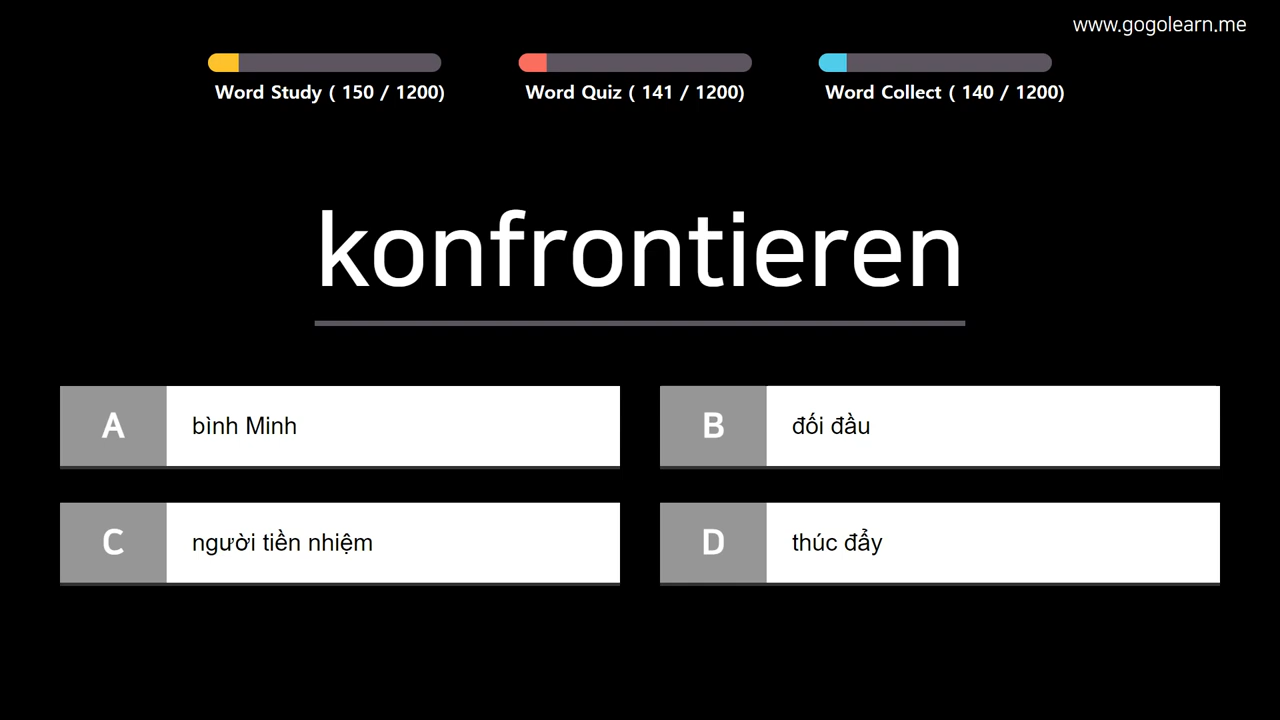 www.gogolearn.me
Word Study ( 150 / 1200)
Word Quiz ( 141 / 1200)
Word Collect ( 140 / 1200)
konfrontieren
A bình Minh
B đối đầu
C người tiền nhiệm
D thúc đẩy